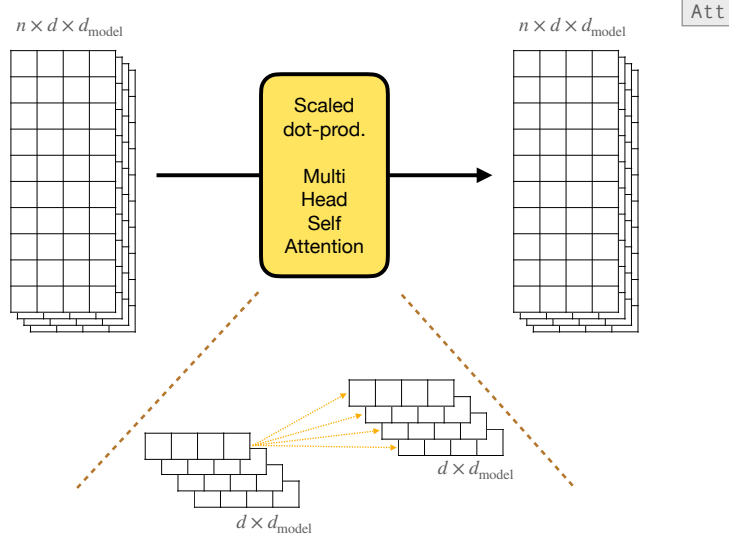 Att
n × d × d_model
n × d × d_model
Scaled
dot-prod.
Multi
Head
Self
Attention
d × d_model
d × d_model